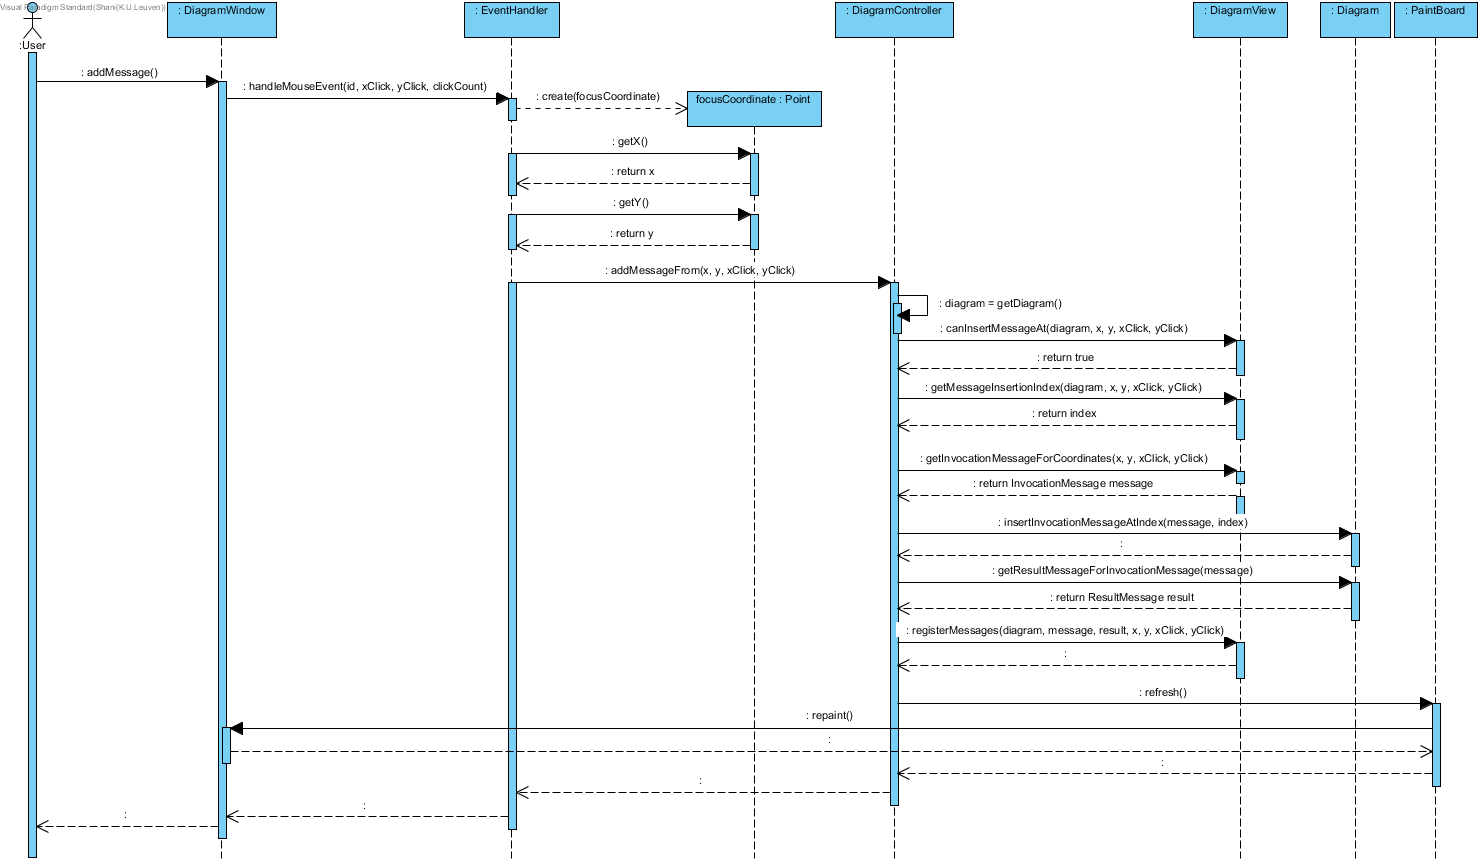 Visual Paradigm Standard(Shani(K.U.Leuven))
: DiagramWindow
: EventHandler
: DiagramController
: DiagramView
: Diagram
: PaintBoard
:User
: addMessage()
: handleMouseEvent(id, xClick, yClick, clickCount)
: create(focusCoordinate)
focusCoordinate : Point
: getX()
: return x
: getY()
: return y
: addMessageFrom(x, y, xClick, yClick)
: diagram = getDiagram()
: canInsertMessageAt(diagram, x, y, xClick, yClick)
: return true
: getMessageInsertionIndex(diagram, x, y, xClick, yClick)
: return index
: getInvocationMessageForCoordinates(x, y, xClick, yClick)
: return InvocationMessage message
: insertInvocationMessageAtIndex(message, index)
:
: getResultMessageForInvocationMessage(message)
: return ResultMessage result
: registerMessages(diagram, message, result, x, y, xClick, yClick)
:
: refresh()
: repaint()
:
:
:
:
: